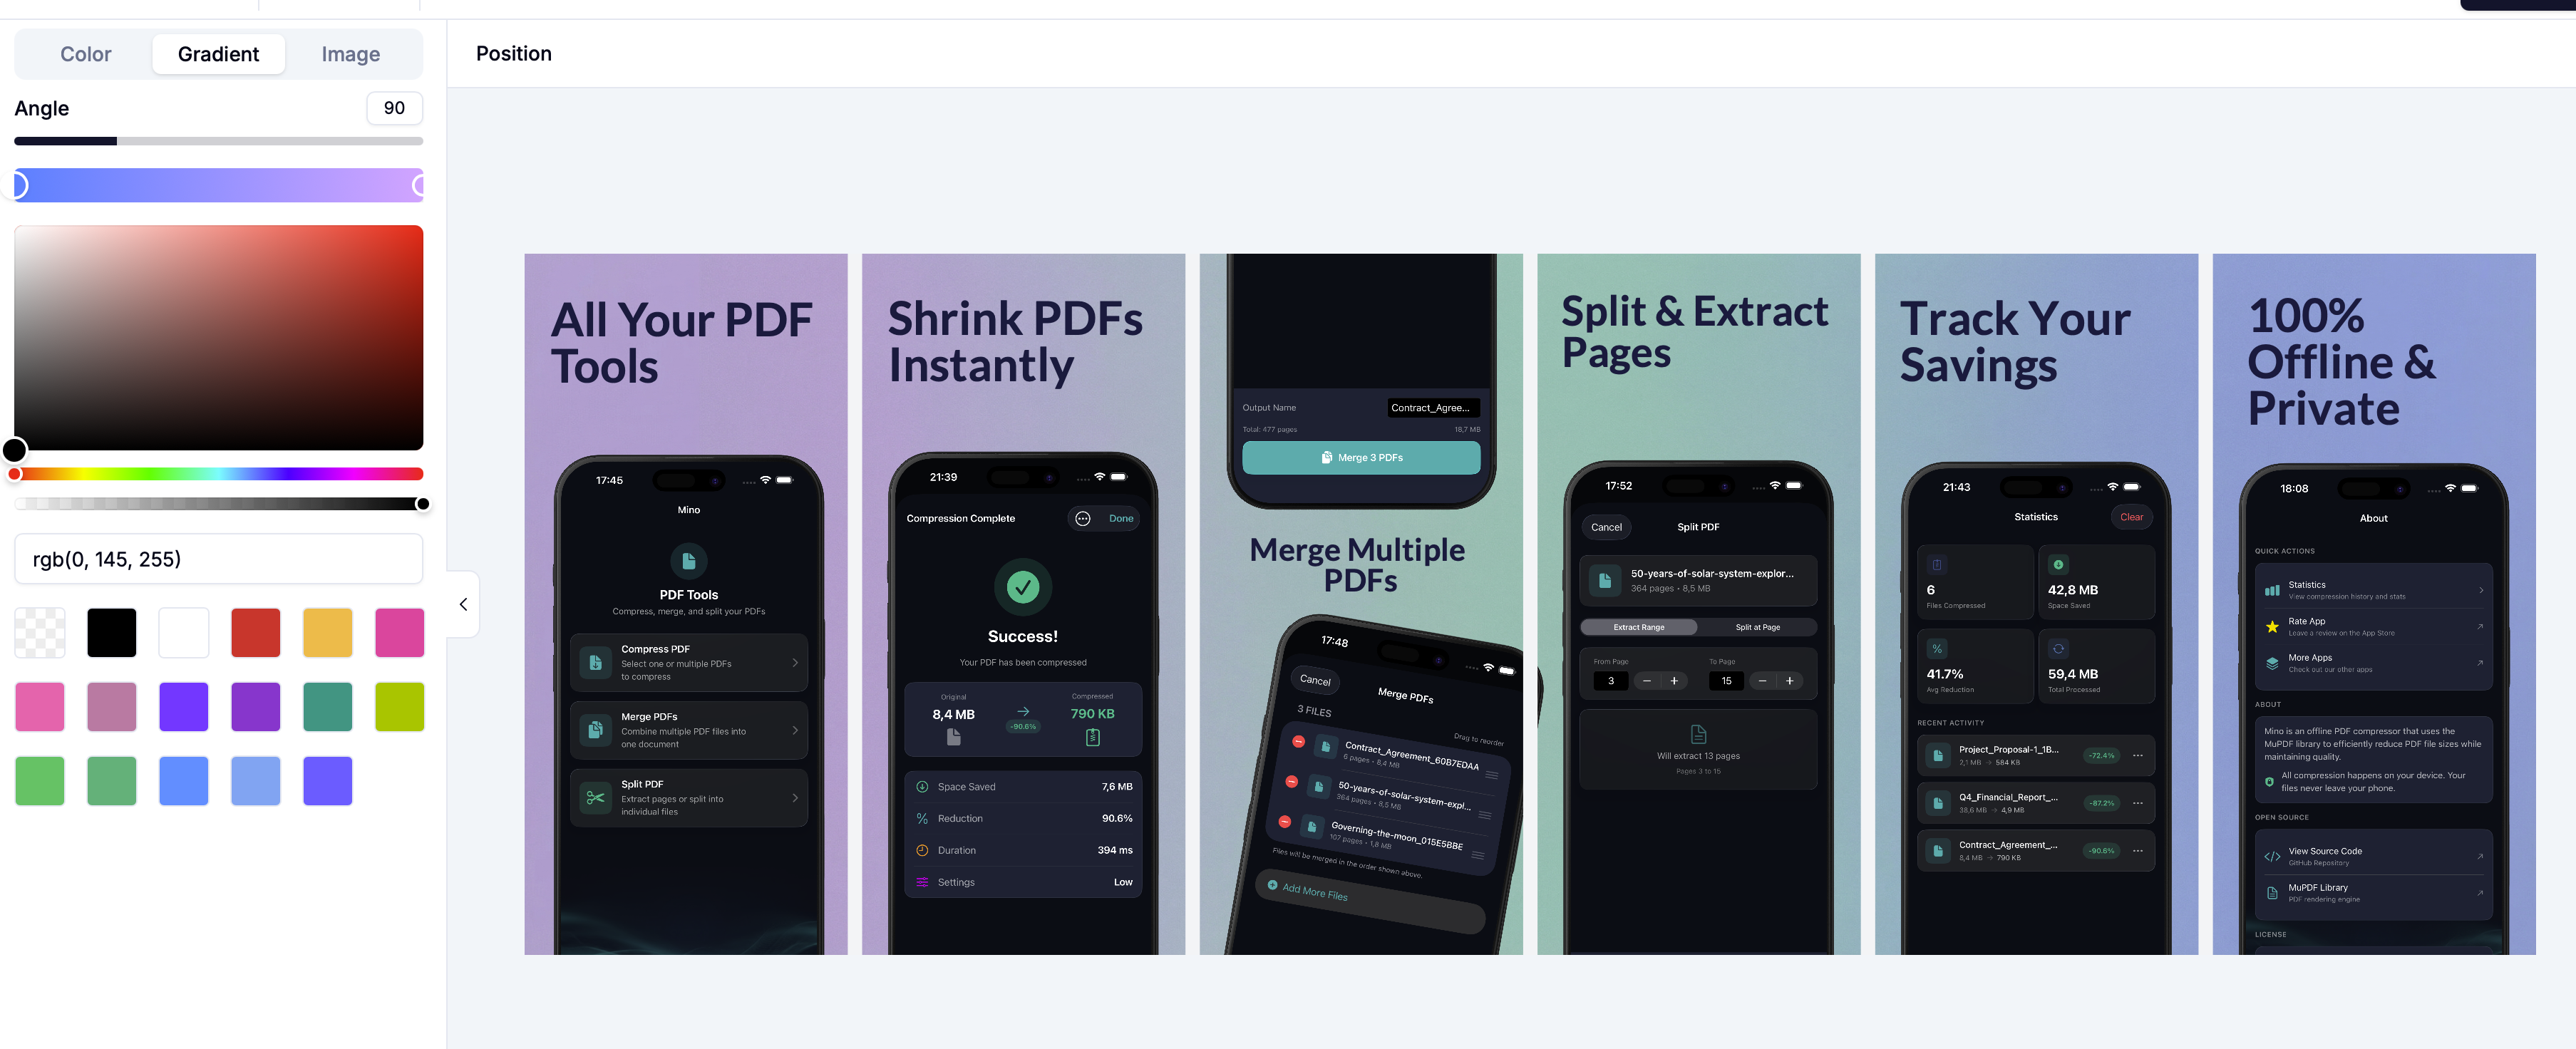 Color
Gradient
Image
Angle
90
rgb(0, 145, 255)
Position
All Your PDF
Tools
17:45
Mino
PDF Tools
Compress, merge, and split your PDFs
Compress PDF
Select one or multiple PDFs
to compress
Merge PDFs
Combine multiple PDF files into
one document
Split PDF
Extract pages or split into
individual files
Shrink PDFs
Instantly
21:39
Compression Complete
Done
Success!
Your PDF has been compressed
Original
Compressed
8,4 MB
790 KB
-90.6%
Space Saved
7,6 MB
Reduction
90.6%
Duration
394 ms
Settings
Low
Output Name
Contract_Agree...
Total: 477 pages
18,7 MB
Merge 3 PDFs
Merge Multiple
PDFs
17:48
Cancel
Merge PDFs
3 FILES
Drag to reorder
Contract_Agreement_60B7EDAA
6 pages • 8,4 MB
50-years-of-solar-system-expl...
364 pages • 8,5 MB
Governing-the-moon_015E5BBE
107 pages • 1,8 MB
Files will be merged in the order shown above.
Add More Files
Split & Extract
Pages
17:52
Cancel
Split PDF
50-years-of-solar-system-explor...
364 pages • 8,5 MB
Extract Range
Split at Page
From Page
To Page
3
15
Will extract 13 pages
Pages 3 to 15
Track Your
Savings
21:43
Statistics
Clear
6
Files Compressed
42,8 MB
Space Saved
41.7%
Avg Reduction
59,4 MB
Total Processed
RECENT ACTIVITY
Project_Proposal-1_1B...
2,1 MB → 584 KB
-72.4%
Q4_Financial_Report_...
38,6 MB → 4,9 MB
-87.2%
Contract_Agreement_...
8,4 MB → 790 KB
-90.6%
100%
Offline &
Private
18:08
About
QUICK ACTIONS
Statistics
View compression history and stats
Rate App
Leave a review on the App Store
More Apps
Check out our other apps
ABOUT
Mino is an offline PDF compressor that uses the
MuPDF library to efficiently reduce PDF file sizes while
maintaining quality.
All compression happens on your device. Your
files never leave your phone.
OPEN SOURCE
View Source Code
GitHub Repository
MuPDF Library
PDF rendering engine
LICENSE